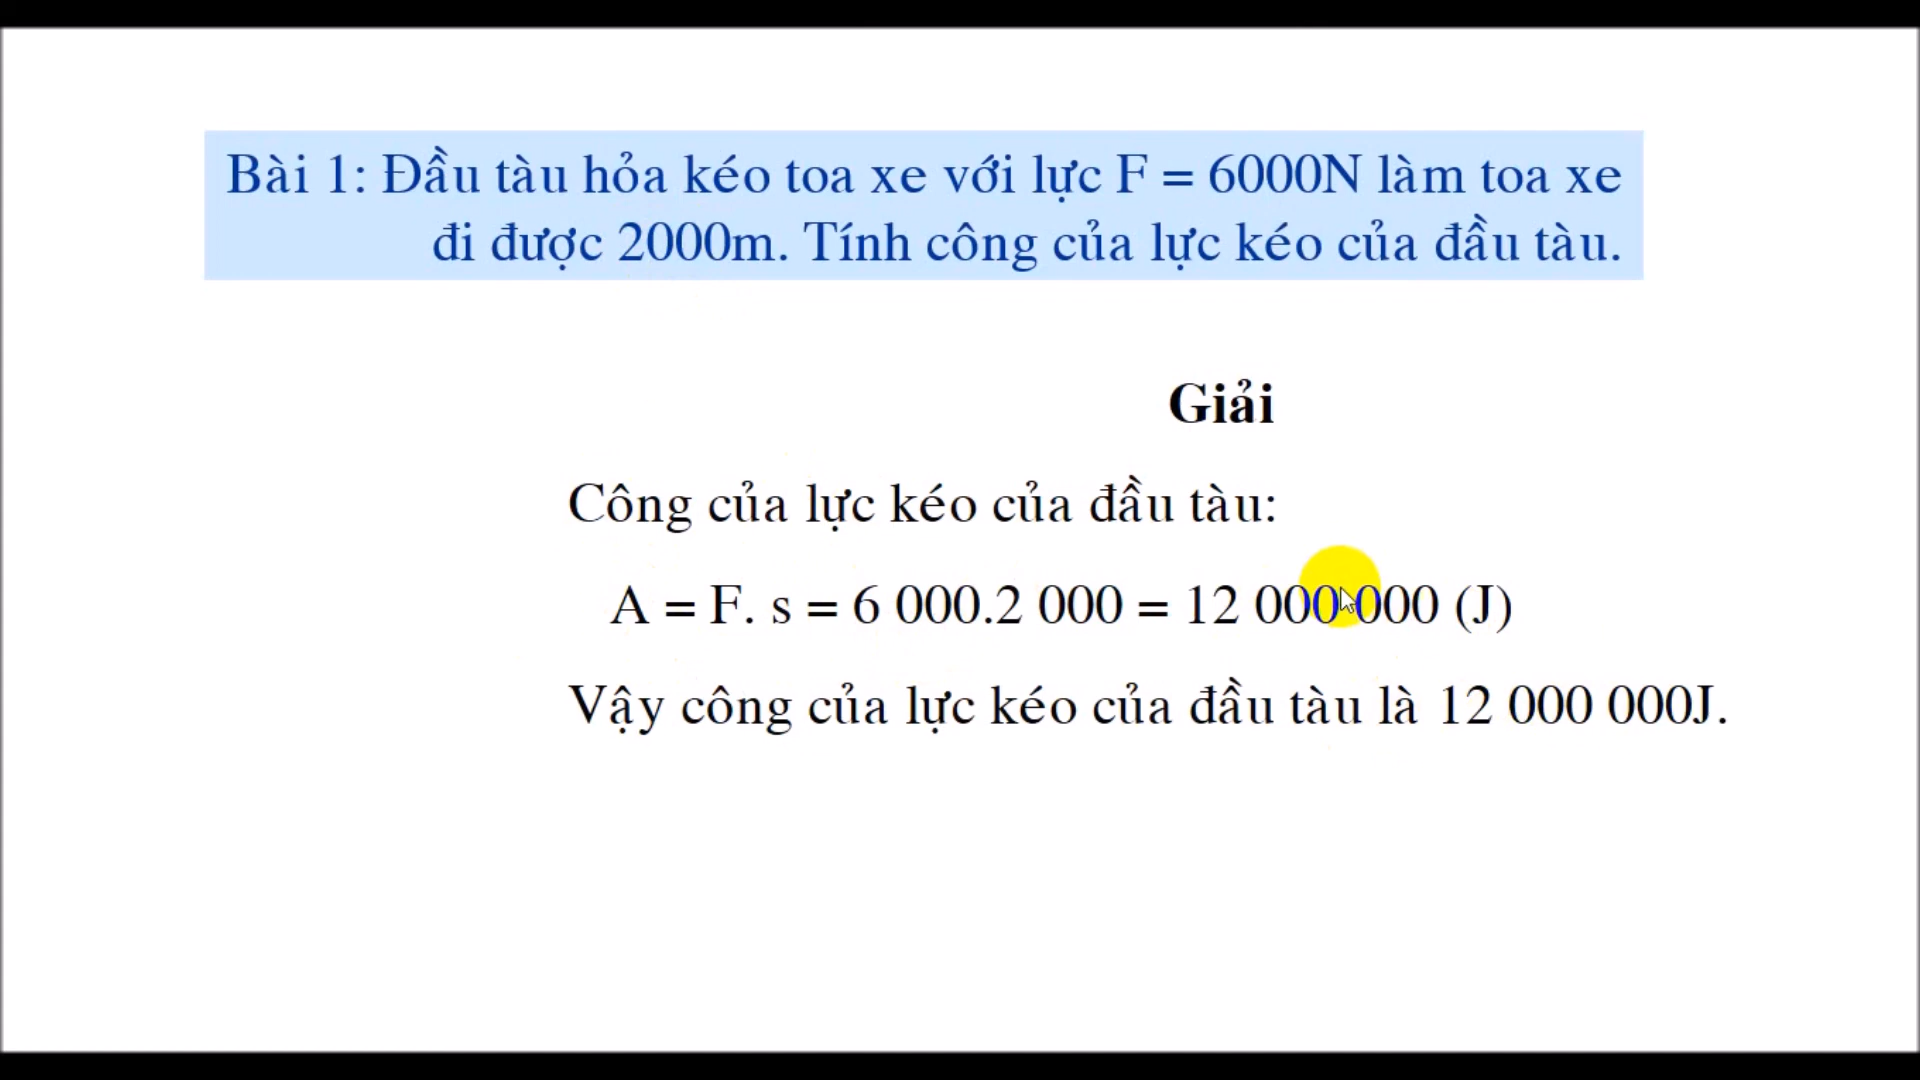 Bài 1: Đầu tàu hỏa kéo toa xe với lực F = 6000N làm toa xe
đi được 2000m. Tính công của lực kéo của đầu tàu.
Giải
Công của lực kéo của đầu tàu:
A = F. s = 6 000.2 000 = 12 000 000 (J)
Vậy công của lực kéo của đầu tàu là 12 000 000J.